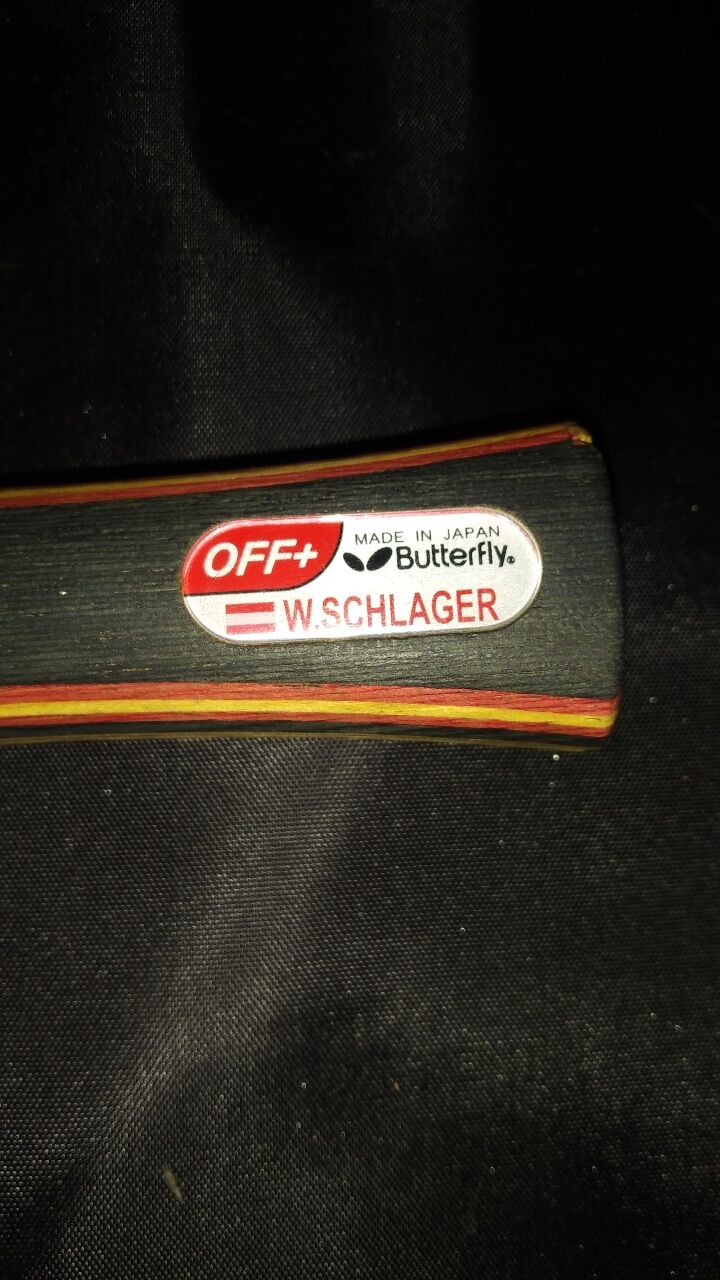 OFF+
MADE IN JAPAN
Butterfly®
W.SCHLAGER